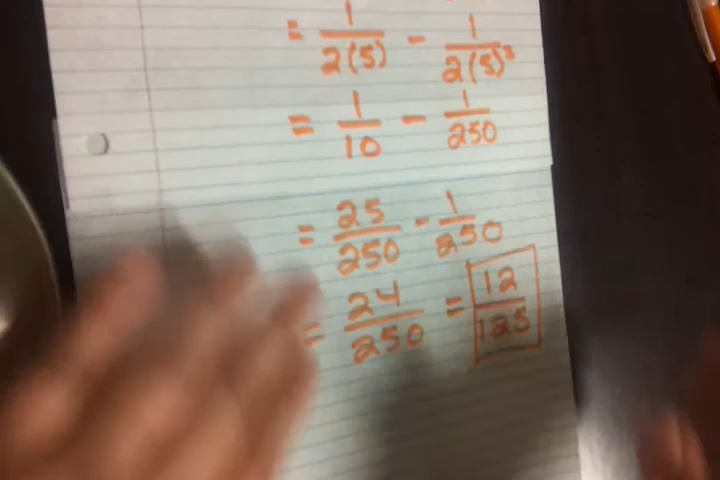 = 1/2(5) - 1/2(5)³
= 1/10 - 1/250
= 25/250 - 1/250
= 24/250 = 12/125